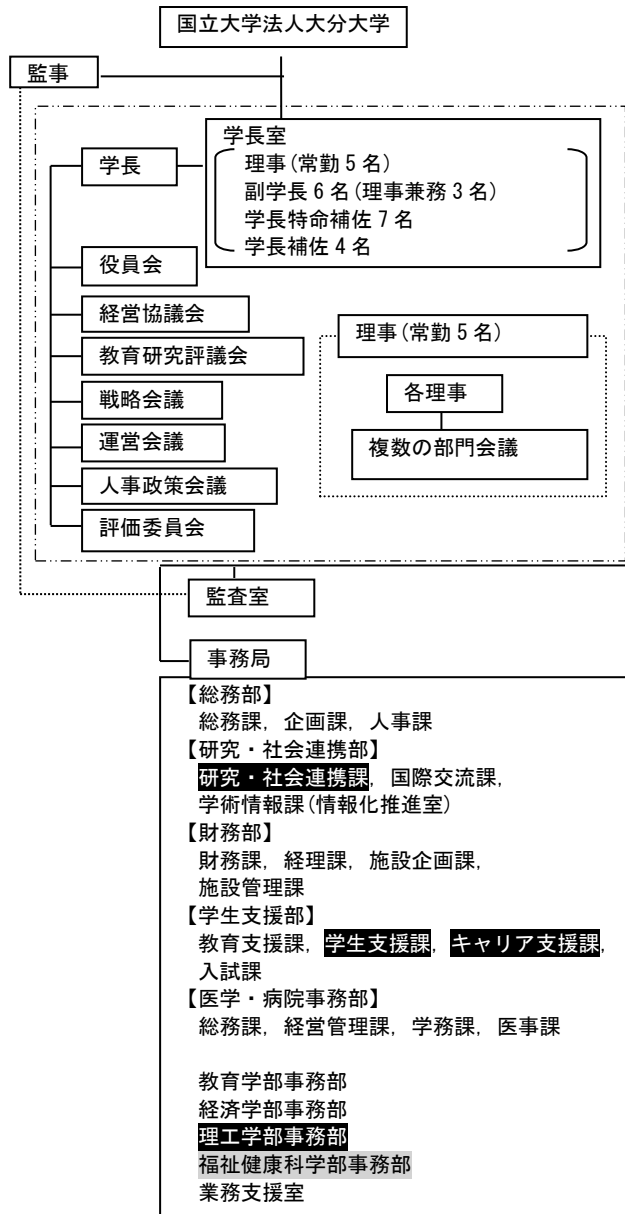 国立大学法人大分大学
監事
学長室
理事(常勤5名)
副学長6名(理事兼務3名)
学長特命補佐7名
学長補佐4名
学長
役員会
経営協議会
教育研究評議会
戦略会議
運営会議
人事政策会議
評価委員会
理事(常勤5名)
各理事
複数の部門会議
監査室
事務局
【総務部】
総務課, 企画課, 人事課
【研究・社会連携部】
研究・社会連携課, 国際交流課,
学術情報課(情報化推進室)
【財務部】
財務課, 経理課, 施設企画課,
施設管理課
【学生支援部】
教育支援課, 学生支援課, キャリア支援課,
入試課
【医学・病院事務部】
総務課, 経営管理課, 学務課, 医事課
教育学部事務部
経済学部事務部
理工学部事務部
福祉健康科学部事務部
業務支援室